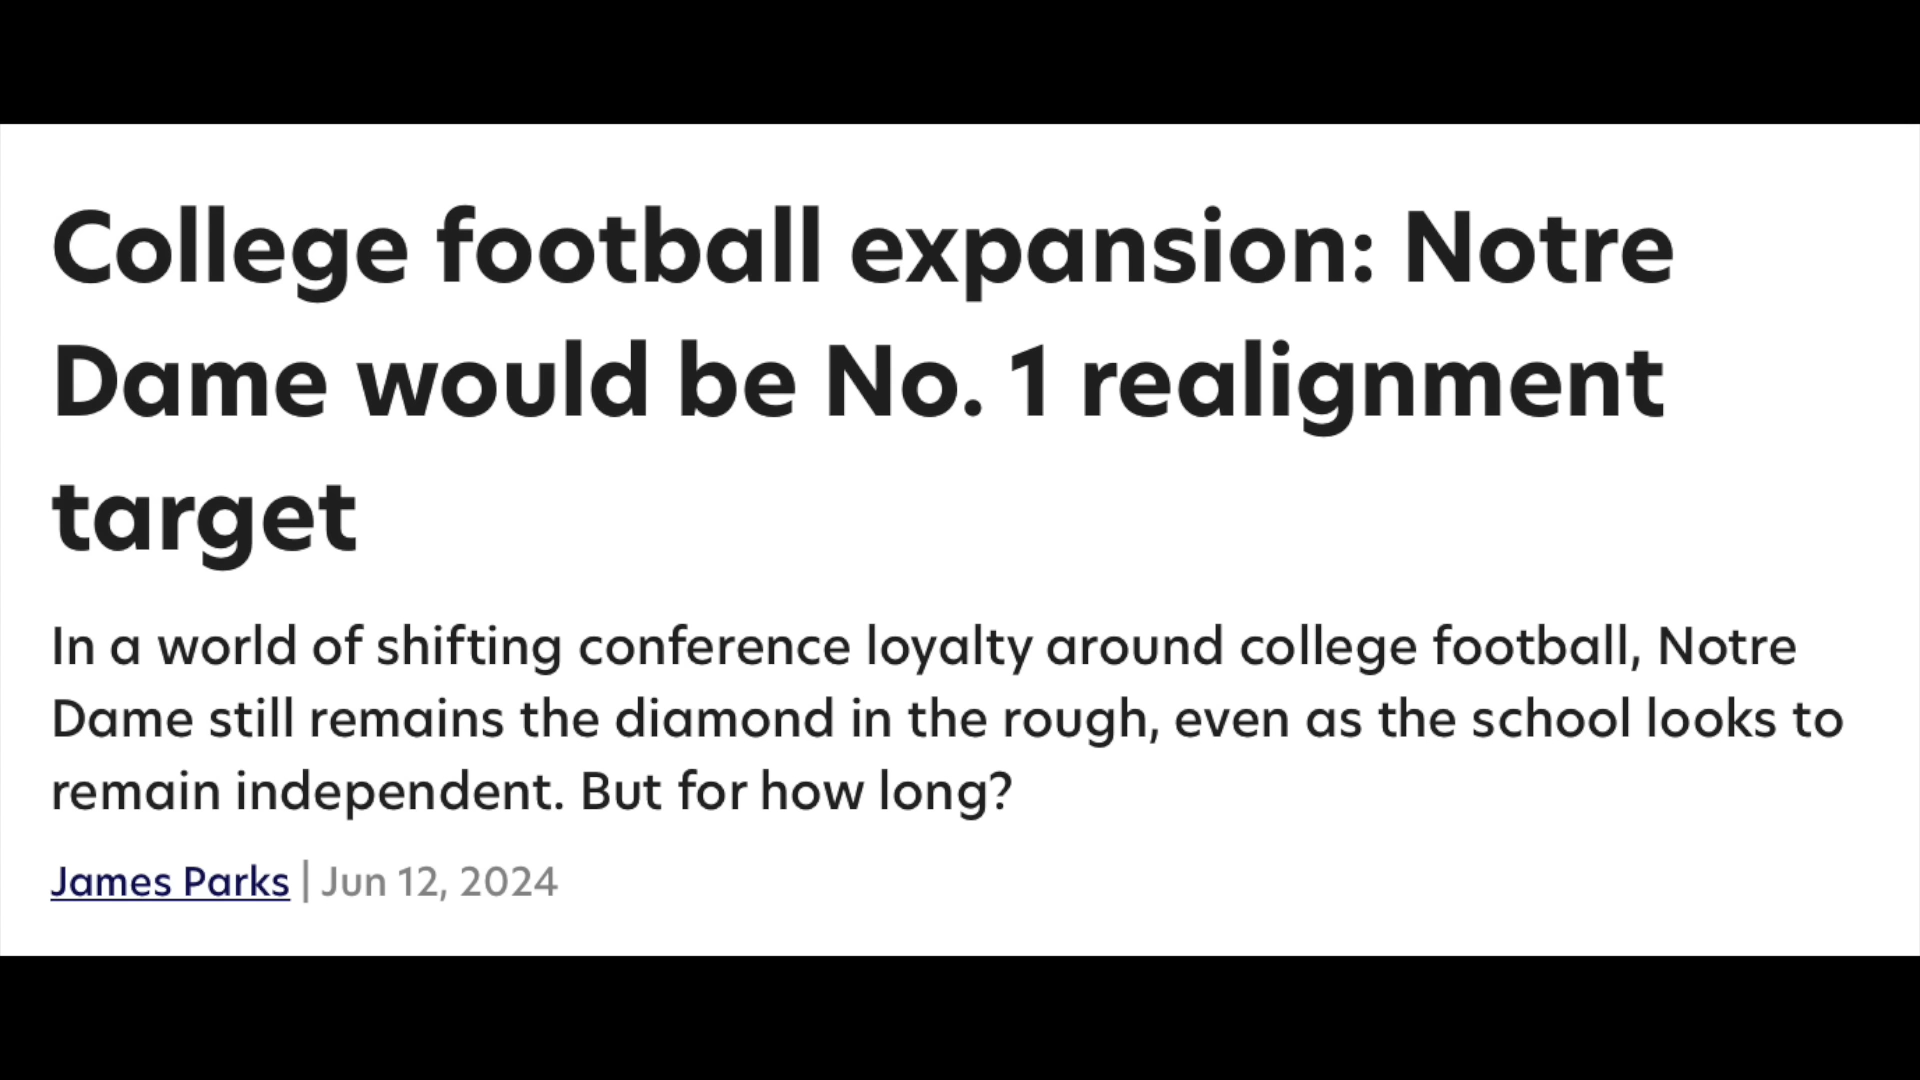 College football expansion: Notre
Dame would be No. 1 realignment
target
In a world of shifting conference loyalty around college football, Notre
Dame still remains the diamond in the rough, even as the school looks to
remain independent. But for how long?
James Parks | Jun 12, 2024